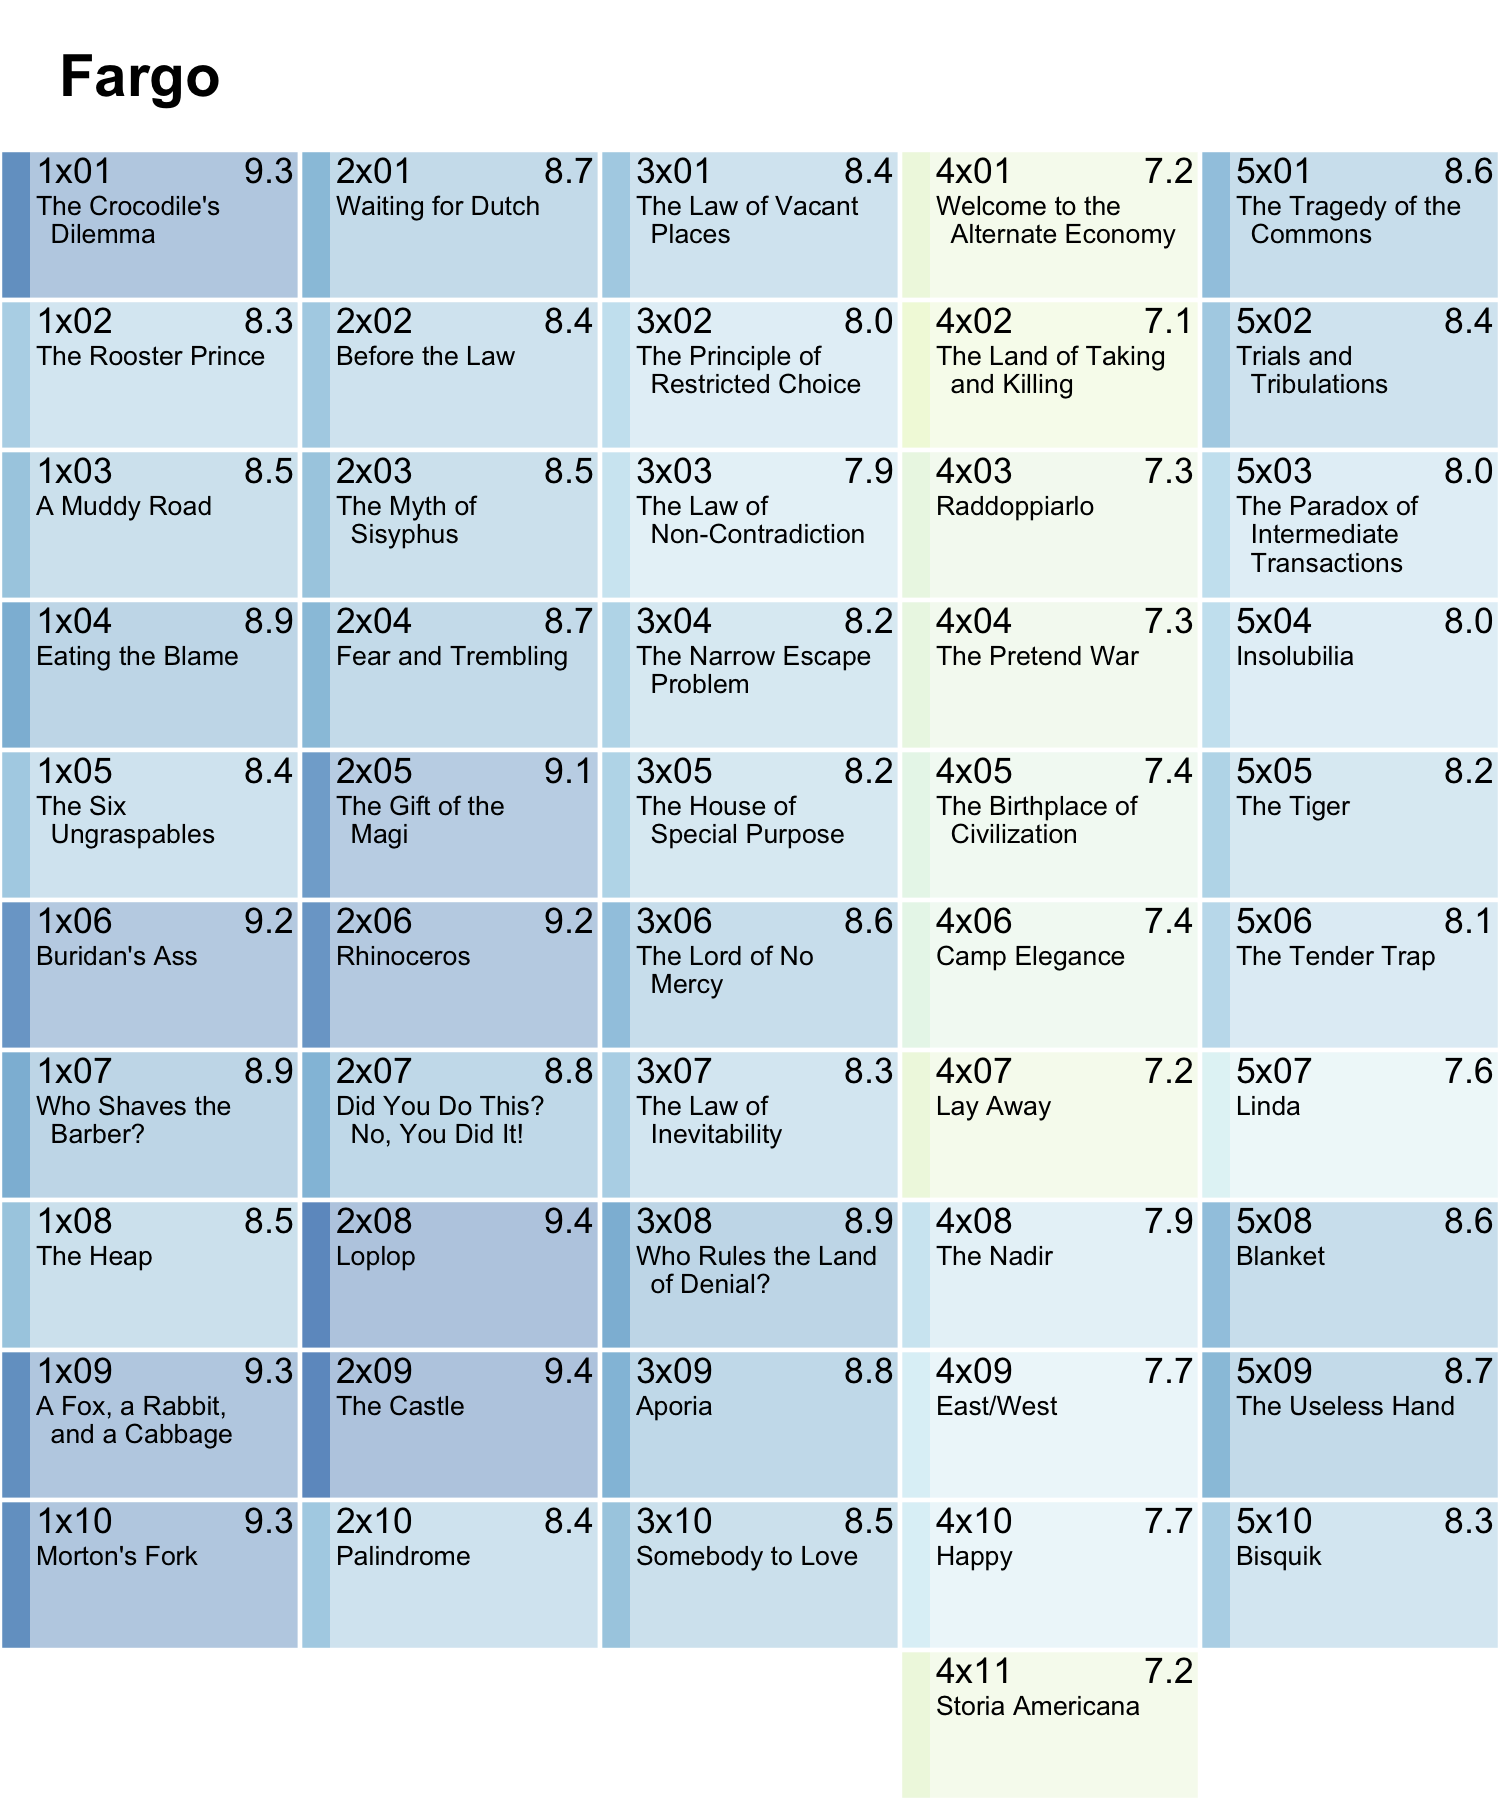 Fargo
1x01 9.3
The Crocodile's
Dilemma
2x01 8.7
Waiting for Dutch
3x01 8.4
The Law of Vacant
Places
4x01 7.2
Welcome to the
Alternate Economy
5x01 8.6
The Tragedy of the
Commons
1x02 8.3
The Rooster Prince
2x02 8.4
Before the Law
3x02 8.0
The Principle of
Restricted Choice
4x02 7.1
The Land of Taking
and Killing
5x02 8.4
Trials and
Tribulations
1x03 8.5
A Muddy Road
2x03 8.5
The Myth of
Sisyphus
3x03 7.9
The Law of
Non-Contradiction
4x03 7.3
Raddoppiarlo
5x03 8.0
The Paradox of
Intermediate
Transactions
1x04 8.9
Eating the Blame
2x04 8.7
Fear and Trembling
3x04 8.2
The Narrow Escape
Problem
4x04 7.3
The Pretend War
5x04 8.0
Insolubilia
1x05 8.4
The Six
Ungraspables
2x05 9.1
The Gift of the
Magi
3x05 8.2
The House of
Special Purpose
4x05 7.4
The Birthplace of
Civilization
5x05 8.2
The Tiger
1x06 9.2
Buridan's Ass
2x06 9.2
Rhinoceros
3x06 8.6
The Lord of No
Mercy
4x06 7.4
Camp Elegance
5x06 8.1
The Tender Trap
1x07 8.9
Who Shaves the
Barber?
2x07 8.8
Did You Do This?
No, You Did It!
3x07 8.3
The Law of
Inevitability
4x07 7.2
Lay Away
5x07 7.6
Linda
1x08 8.5
The Heap
2x08 9.4
Loplop
3x08 8.9
Who Rules the Land
of Denial?
4x08 7.9
The Nadir
5x08 8.6
Blanket
1x09 9.3
A Fox, a Rabbit,
and a Cabbage
2x09 9.4
The Castle
3x09 8.8
Aporia
4x09 7.7
East/West
5x09 8.7
The Useless Hand
1x10 9.3
Morton's Fork
2x10 8.4
Palindrome
3x10 8.5
Somebody to Love
4x10 7.7
Happy
5x10 8.3
Bisquik
4x11 7.2
Storia Americana